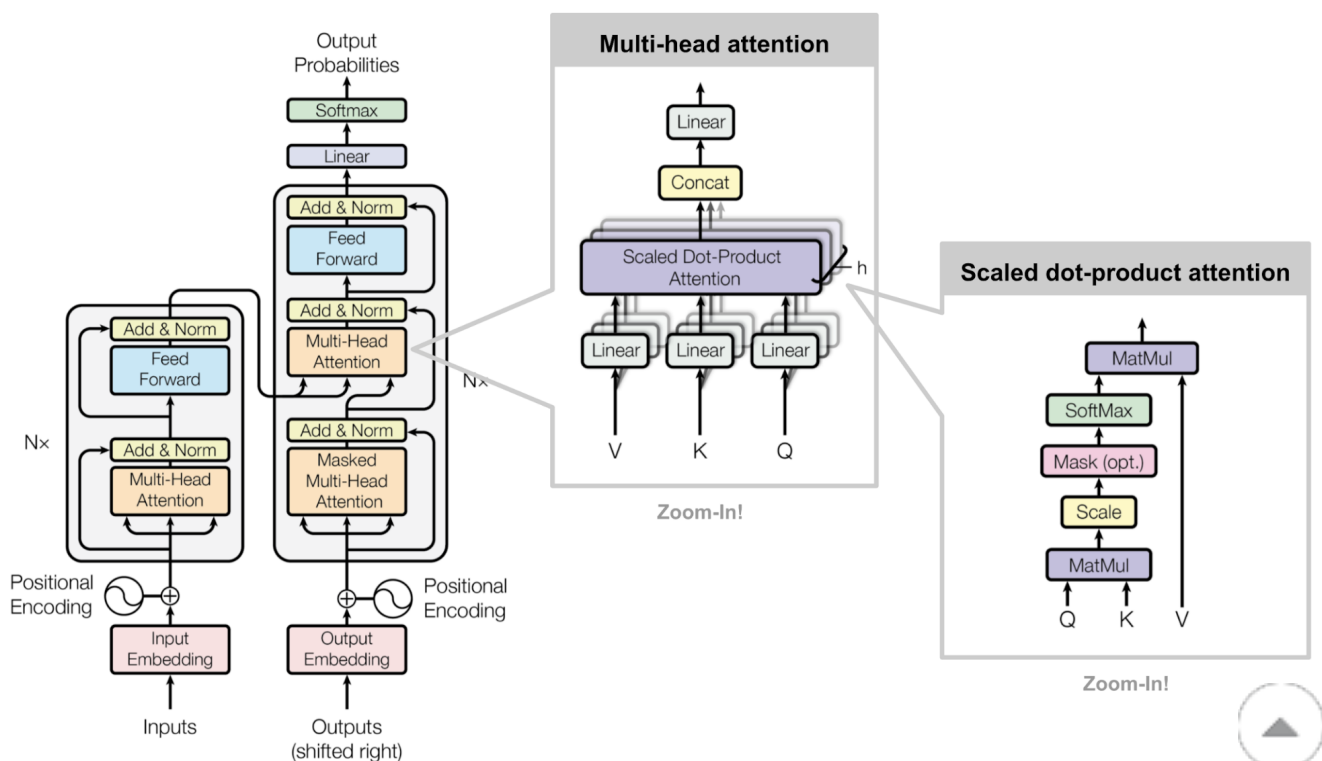 Output
Probabilities
Softmax
Linear
Add & Norm
Feed
Forward
Add & Norm
Multi-Head
Attention
Add & Norm
Masked
Multi-Head
Attention
N×
Positional
Encoding
Output
Embedding
Outputs
(shifted right)
Add & Norm
Feed
Forward
Add & Norm
Multi-Head
Attention
N×
Positional
Encoding
Input
Embedding
Inputs
Multi-head attention
Linear
Concat
Scaled Dot-Product
Attention
h
Linear Linear Linear
V K Q
Zoom-In!
Scaled dot-product attention
MatMul
SoftMax
Mask (opt.)
Scale
MatMul
Q K V
Zoom-In!